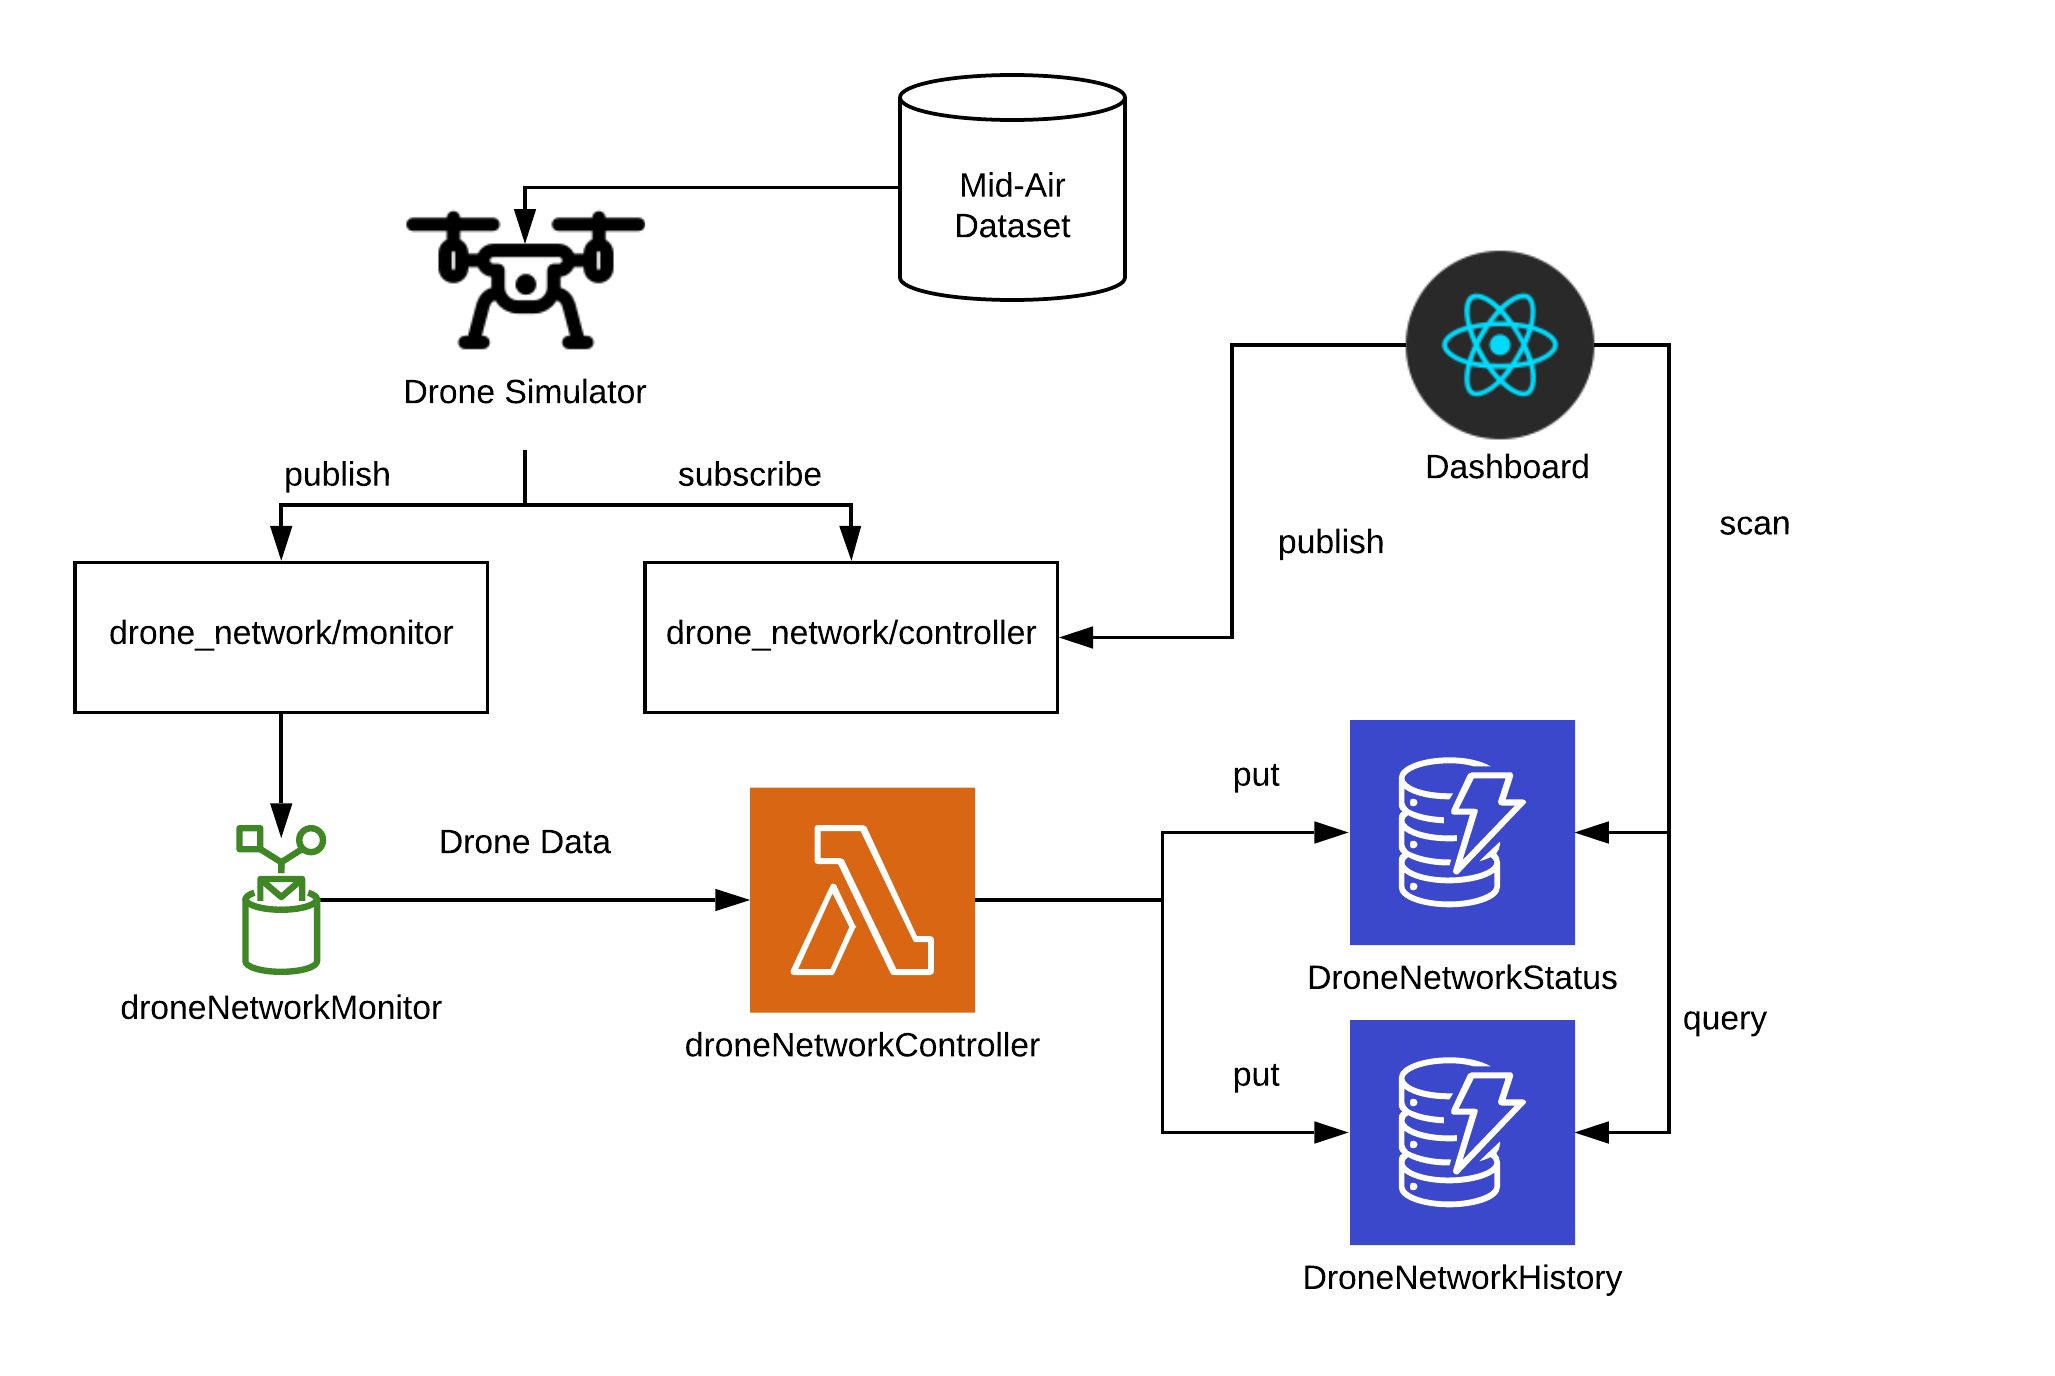 Mid-Air
Dataset
Drone Simulator
Dashboard
publish
subscribe
scan
publish
drone_network/monitor
drone_network/controller
put
Drone Data
DroneNetworkStatus
droneNetworkMonitor
query
droneNetworkController
put
DroneNetworkHistory